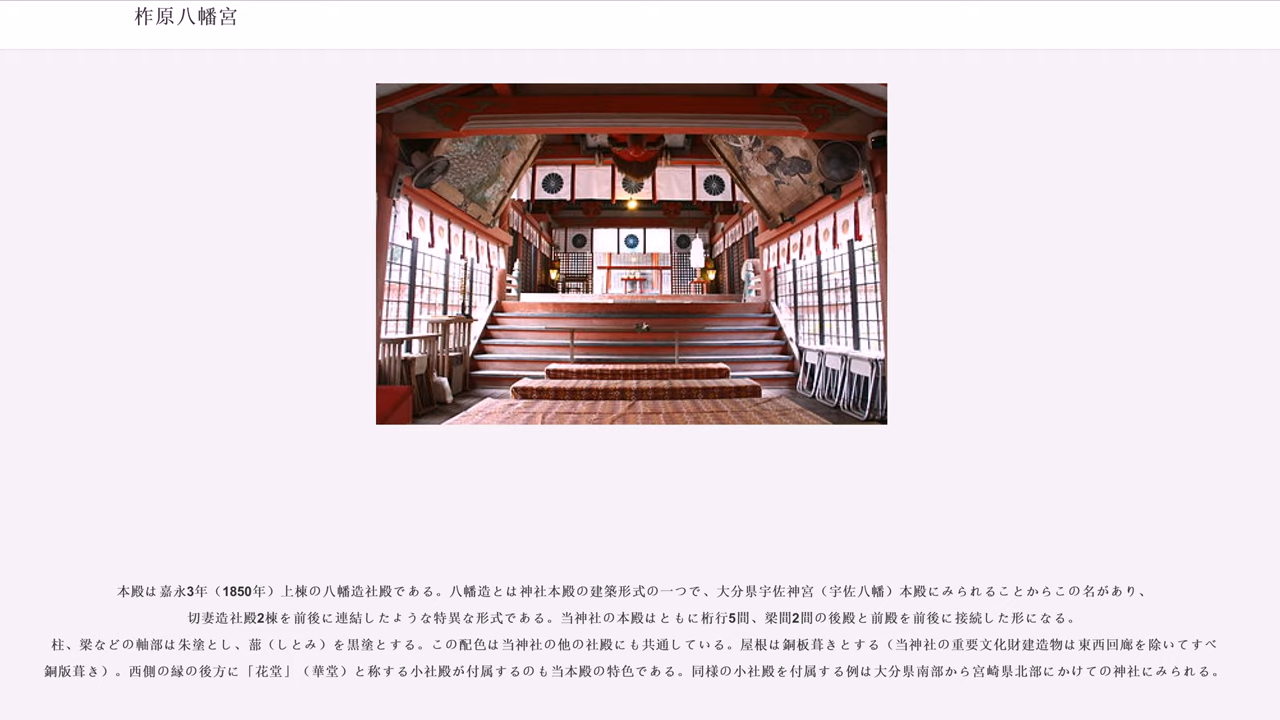 柞原八幡宮
本殿は嘉永3年（1850年）上棟の八幡造社殿である。八幡造とは神社本殿の建築形式の一つで、大分県宇佐神宮（宇佐八幡）本殿にみられることからこの名があり、
切妻造社殿2棟を前後に連結したような特異な形式である。当神社の本殿はともに桁行5間、梁間2間の後殿と前殿を前後に接続した形になる。
柱、梁などの軸部は朱塗とし、蔀（しとみ）を黒塗とする。この配色は当神社の他の社殿にも共通している。屋根は銅板葺きとする（当神社の重要文化財建造物は東西回廊を除いてすべ
銅版葺き）。西側の縁の後方に「花堂」（華堂）と称する小社殿が付属するのも当本殿の特色である。同様の小社殿を付属する例は大分県南部から宮崎県北部にかけての神社にみられる。